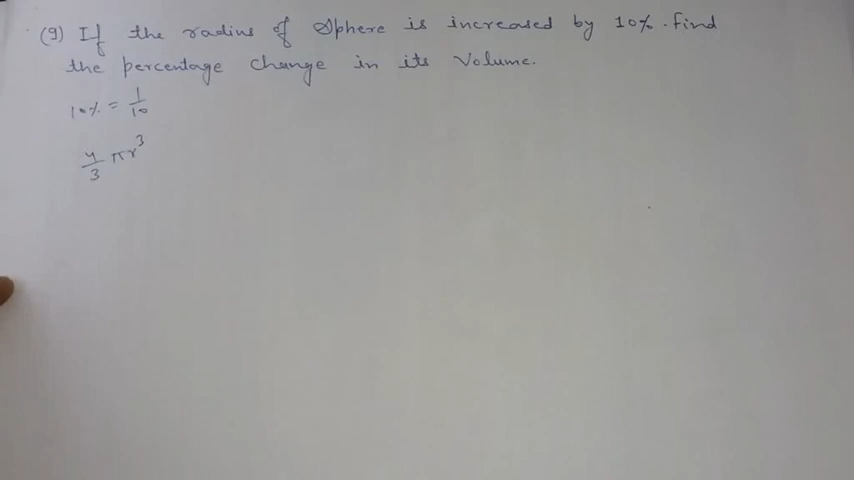 (9) If the radius of Sphere is increased by 10%. find
the percentage change in its Volume.
10% = 1/10
4/3 πr³